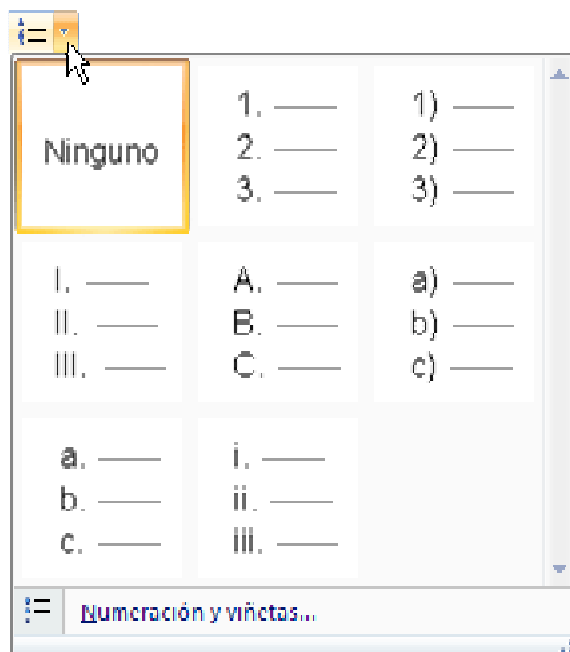 Ninguno
1.
2.
3.
1)
2)
3)
I.
II.
III.
A.
B.
C.
a)
b)
c)
a.
b.
c.
i.
ii.
iii.
Numeración y viñetas...